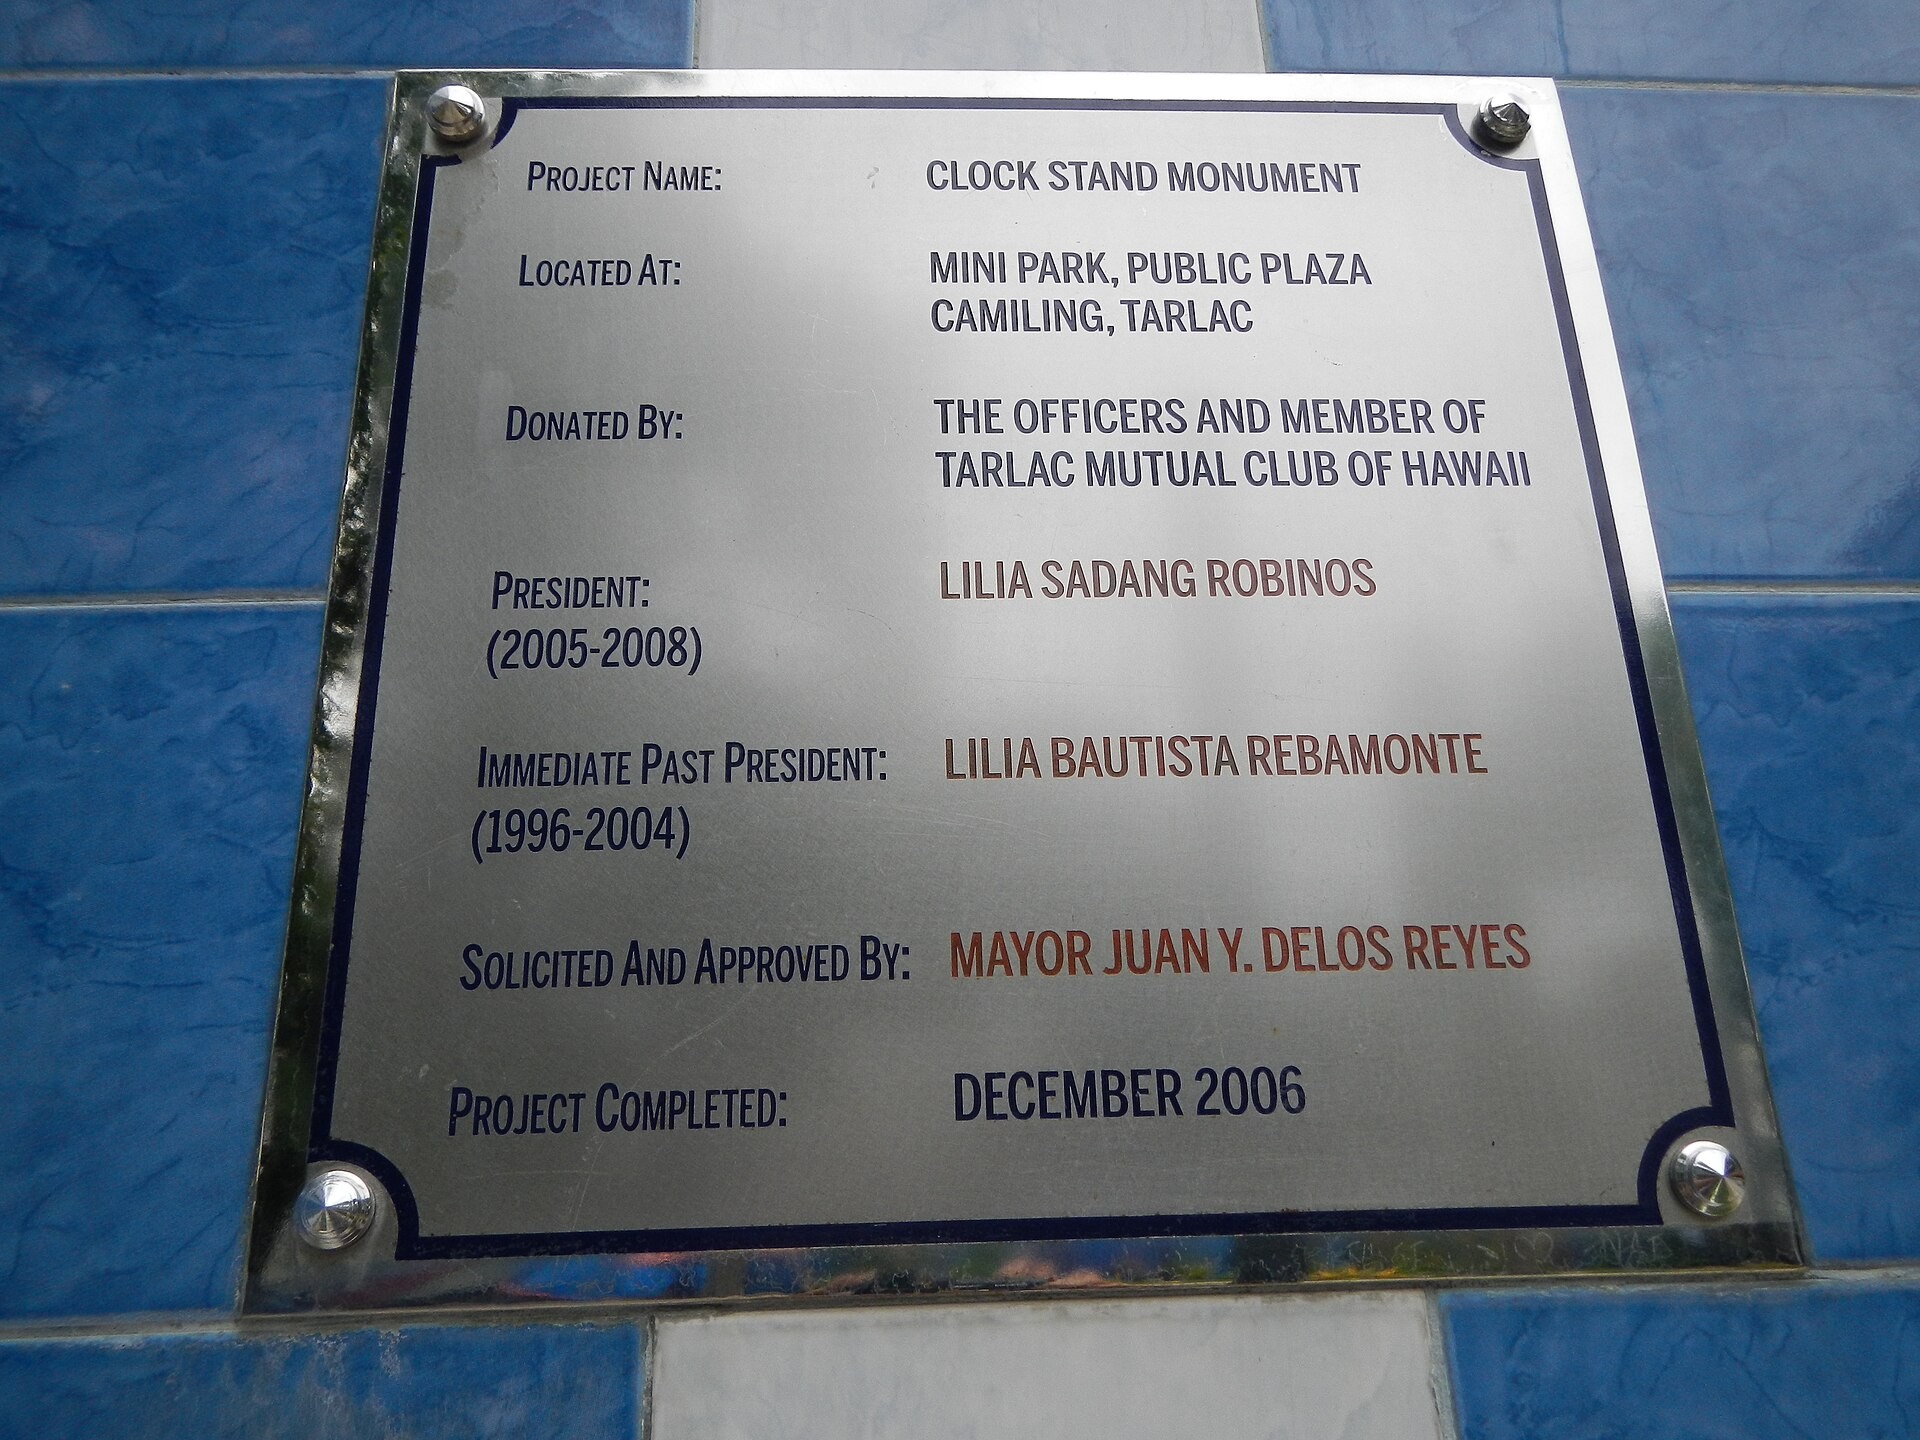 PROJECT NAME: CLOCK STAND MONUMENT
LOCATED AT: MINI PARK, PUBLIC PLAZA
CAMILING, TARLAC
DONATED BY: THE OFFICERS AND MEMBER OF
TARLAC MUTUAL CLUB OF HAWAII
PRESIDENT: LILIA SADANG ROBINOS
(2005-2008)
IMMEDIATE PAST PRESIDENT: LILIA BAUTISTA REBAMONTE
(1996-2004)
SOLICITED AND APPROVED BY: MAYOR JUAN Y. DELOS REYES
PROJECT COMPLETED: DECEMBER 2006